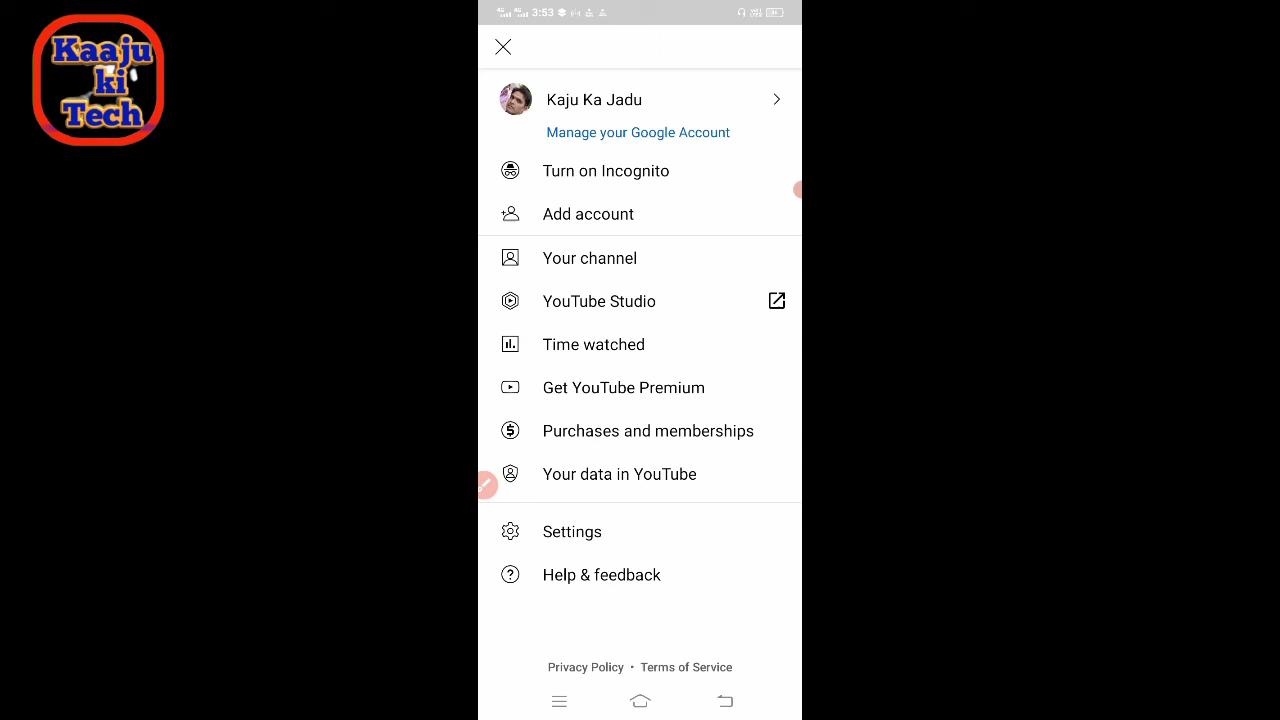 Kaaju
ki
Tech
3:53
Kaju Ka Jadu
Manage your Google Account
Turn on Incognito
Add account
Your channel
YouTube Studio
Time watched
Get YouTube Premium
Purchases and memberships
Your data in YouTube
Settings
Help & feedback
Privacy Policy • Terms of Service